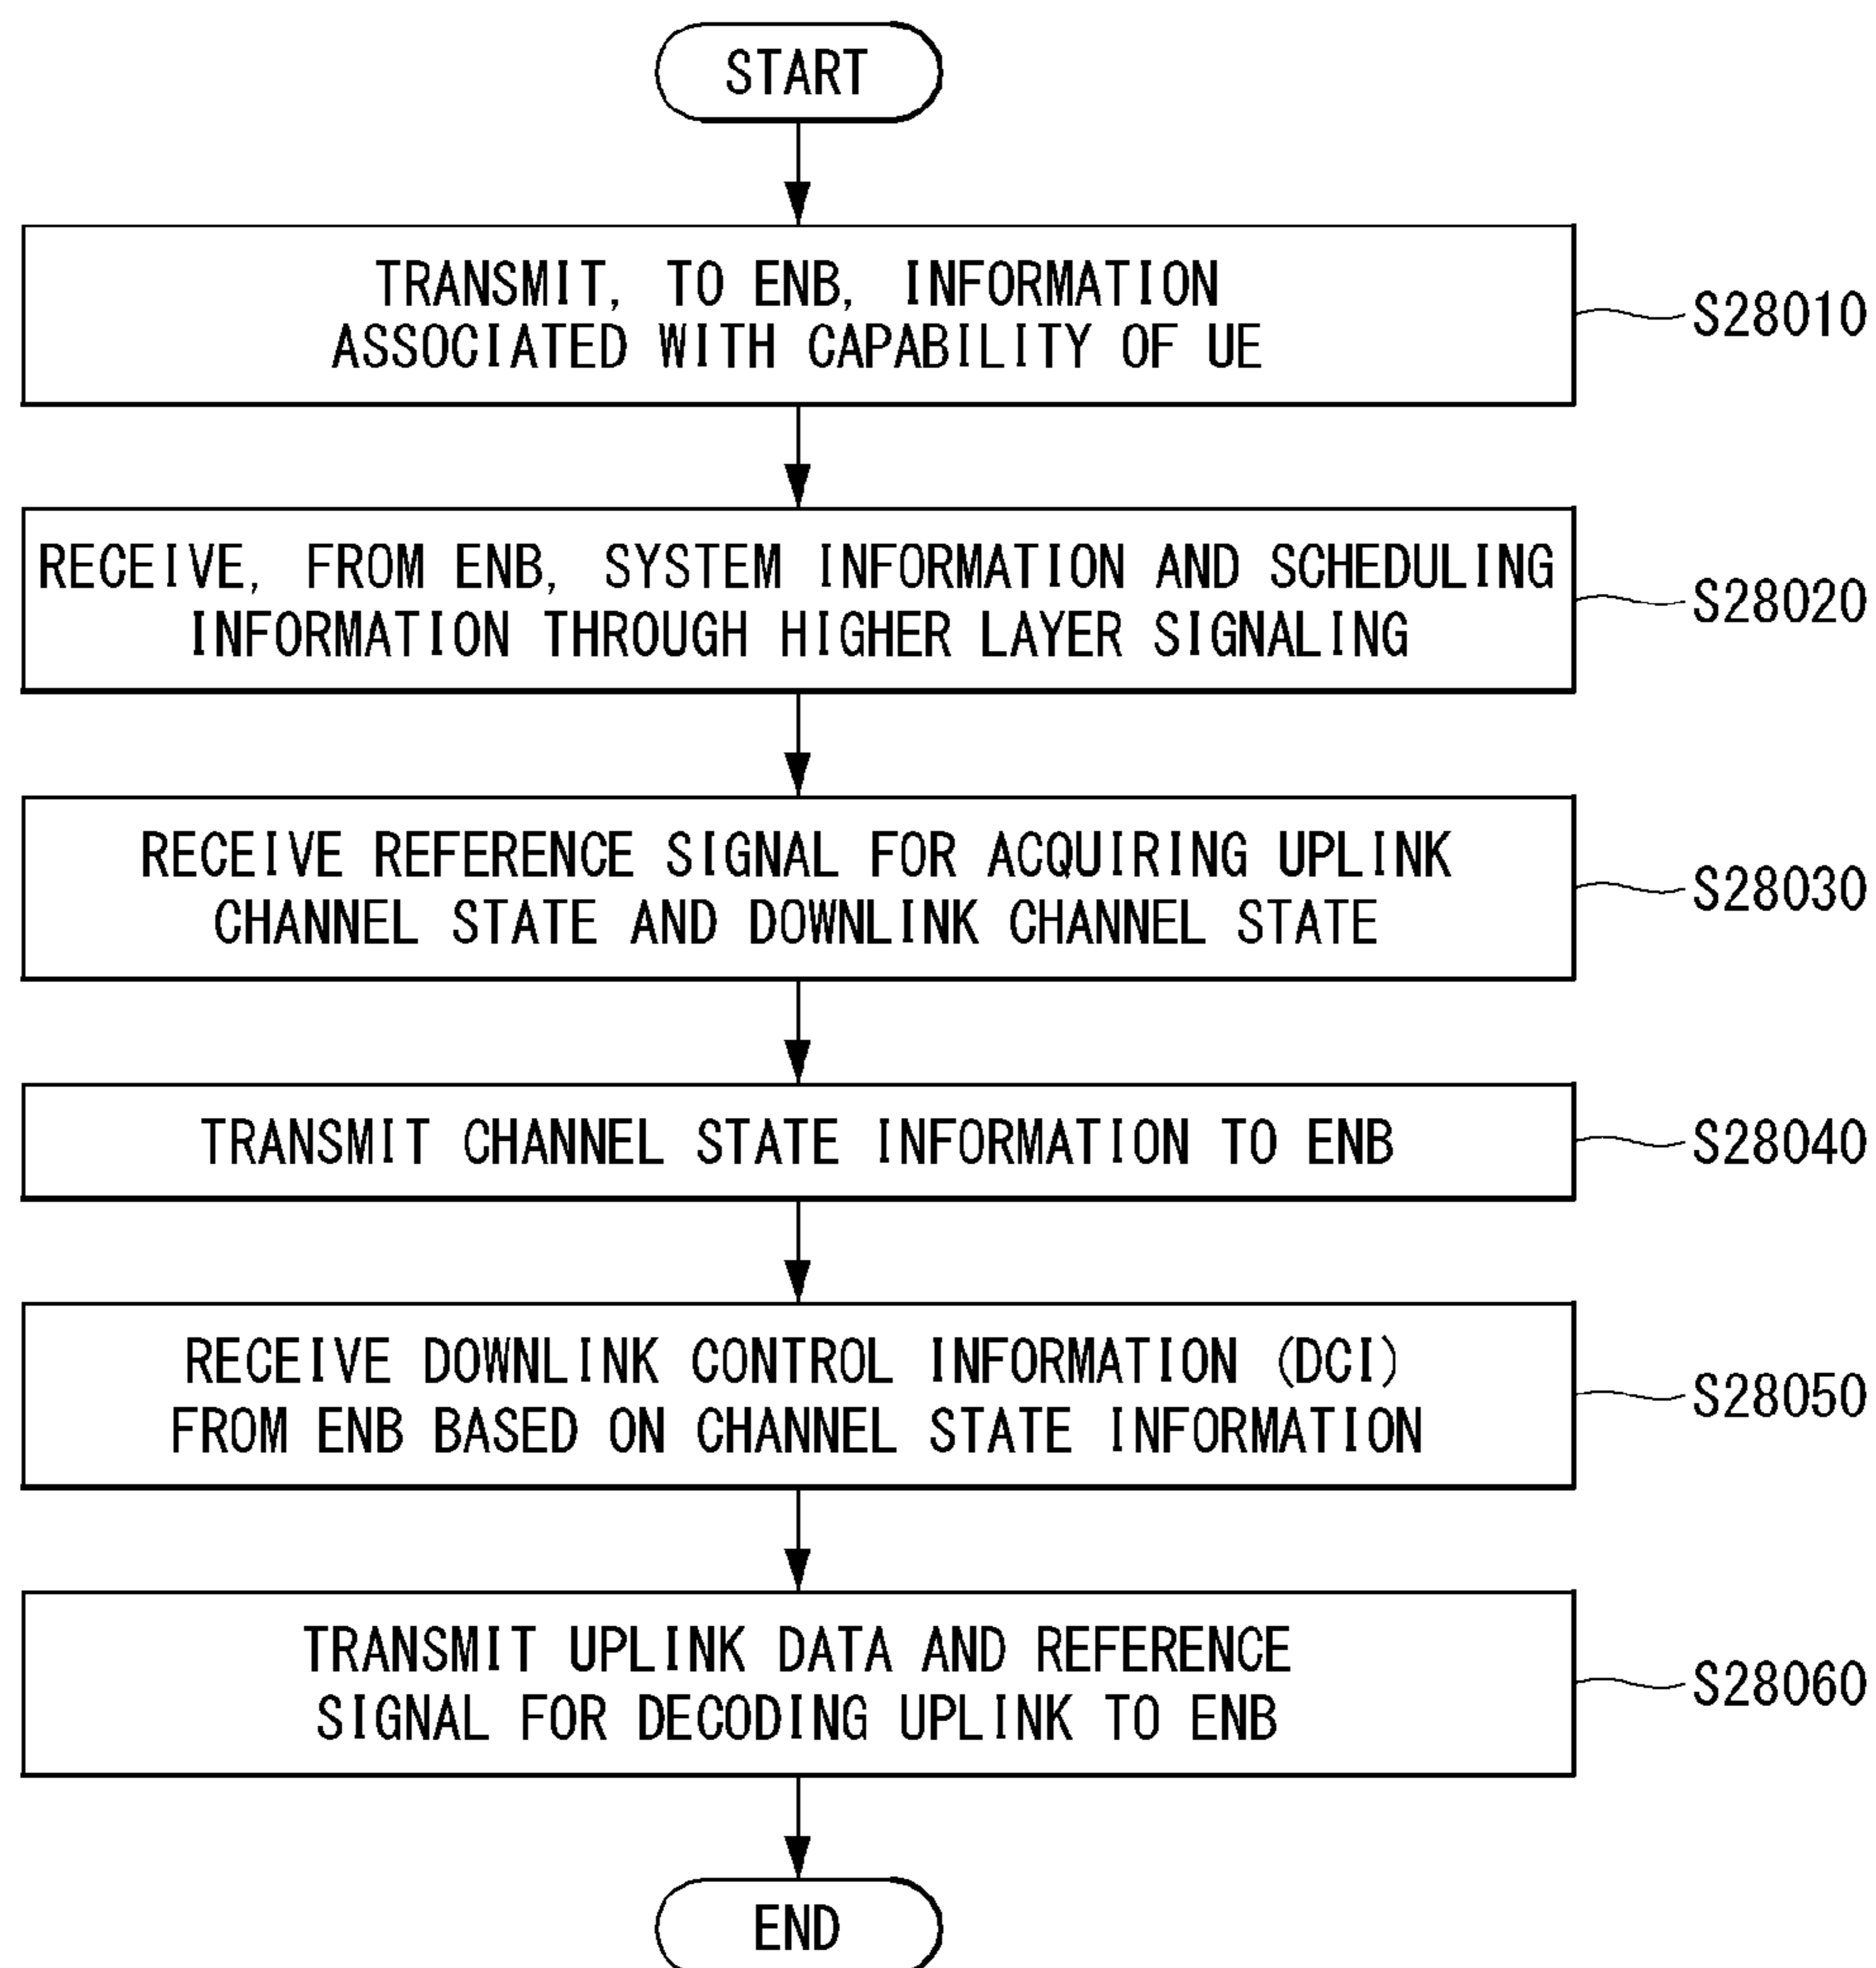 START
TRANSMIT, TO ENB, INFORMATION
ASSOCIATED WITH CAPABILITY OF UE
S28010
RECEIVE, FROM ENB, SYSTEM INFORMATION AND SCHEDULING
INFORMATION THROUGH HIGHER LAYER SIGNALING
S28020
RECEIVE REFERENCE SIGNAL FOR ACQUIRING UPLINK
CHANNEL STATE AND DOWNLINK CHANNEL STATE
S28030
TRANSMIT CHANNEL STATE INFORMATION TO ENB
S28040
RECEIVE DOWNLINK CONTROL INFORMATION (DCI)
FROM ENB BASED ON CHANNEL STATE INFORMATION
S28050
TRANSMIT UPLINK DATA AND REFERENCE
SIGNAL FOR DECODING UPLINK TO ENB
S28060
END